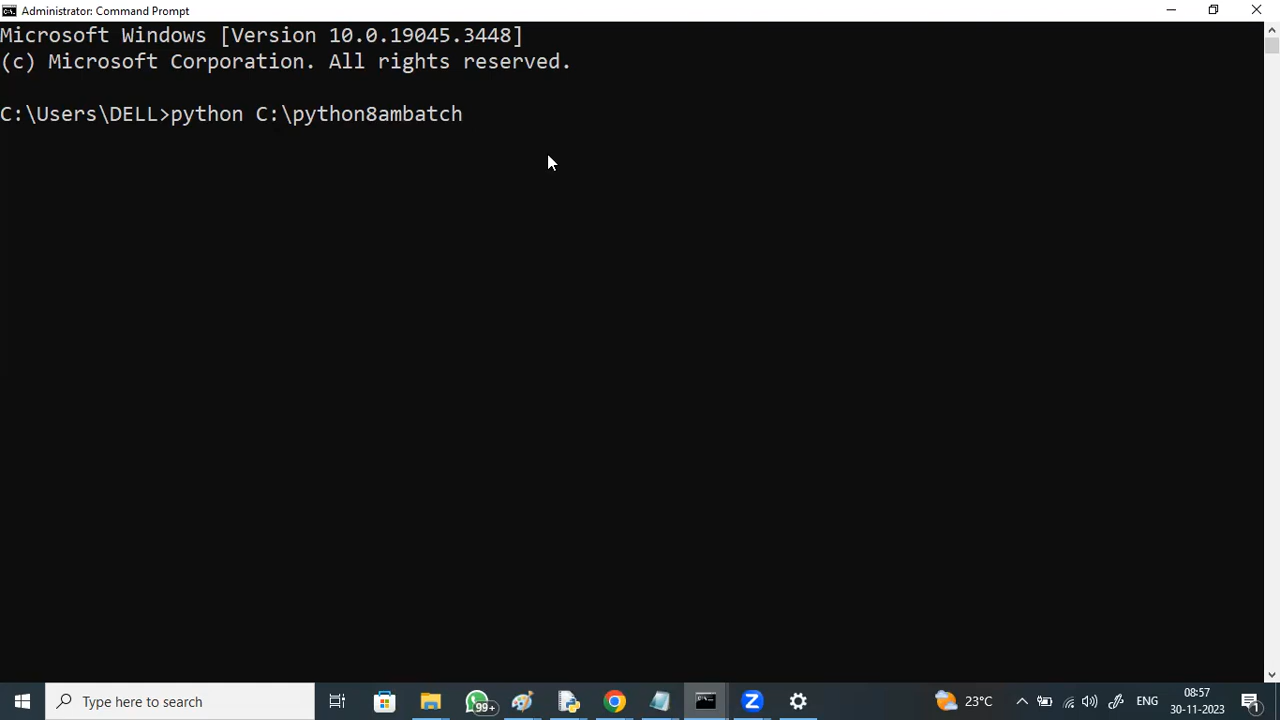 Administrator: Command Prompt
Microsoft Windows [Version 10.0.19045.3448]
(c) Microsoft Corporation. All rights reserved.
C:\Users\DELL>python C:\python8ambatch
Type here to search
99+
23°C
ENG
08:57
30-11-2023
1